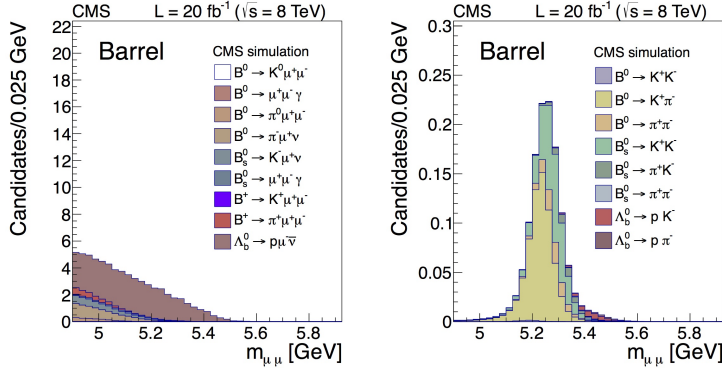 CMS L = 20 fb⁻¹ (√s = 8 TeV)
Candidates/0.025 GeV
22
20
18
16
14
12
10
8
6
4
2
0
Barrel
CMS simulation
B⁰ → K⁰μ⁺μ⁻
B⁰ → μ⁺μ⁻γ
B⁰ → π⁰μ⁺μ⁻
B⁰ → π⁻μ⁺ν
B⁰ₛ → K⁻μ⁺ν
B⁰ₛ → μ⁺μ⁻γ
B⁺ → K⁺μ⁺μ⁻
B⁺ → π⁺μ⁺μ⁻
Λ⁰_b → pμ⁻ν̅
5 5.2 5.4 5.6 5.8
m_μμ [GeV]
CMS L = 20 fb⁻¹ (√s = 8 TeV)
Candidates/0.025 GeV
0.3
0.25
0.2
0.15
0.1
0.05
0
Barrel
CMS simulation
B⁰ → K⁺K⁻
B⁰ → K⁺π⁻
B⁰ → π⁺π⁻
B⁰ₛ → K⁺K⁻
B⁰ₛ → π⁺K⁻
B⁰ₛ → π⁺π⁻
Λ⁰_b → p K⁻
Λ⁰_b → p π⁻
5 5.2 5.4 5.6 5.8
m_μμ [GeV]